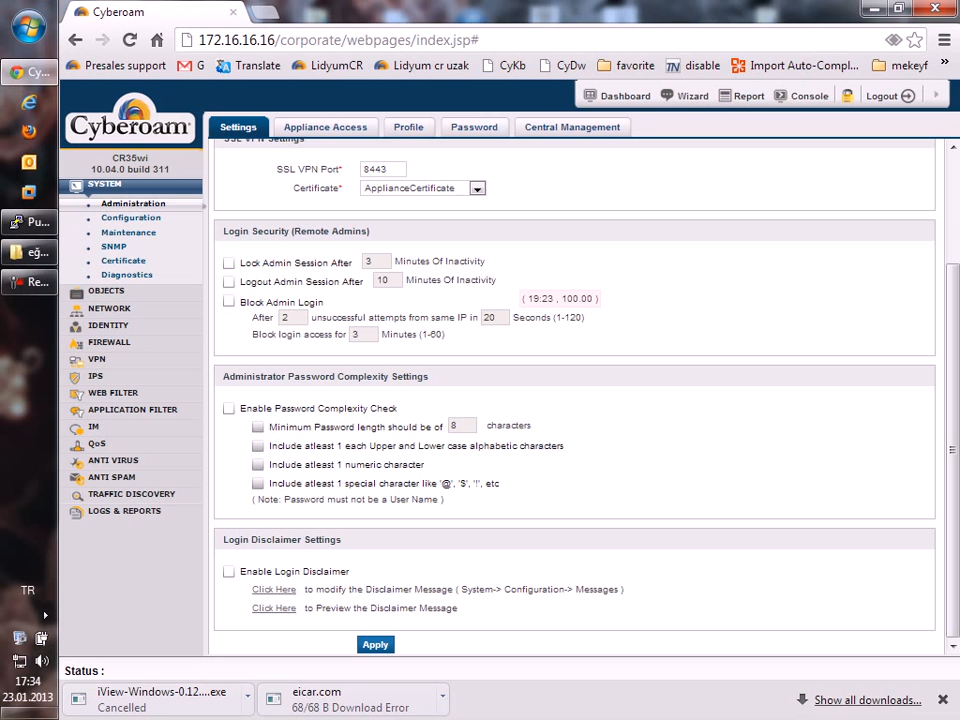 Cyberoam
172.16.16.16/corporate/webpages/index.jsp#
Presales support G Translate LidyumCR Lidyum cr uzak CyKb CyDw favorite TN disable Import Auto-Compl... mekeyf »
Cy...
Pu...
eğ...
Re...
TR
17:34
23.01.2013
Dashboard Wizard Report Console Logout
Cyberoam
Settings Appliance Access Profile Password Central Management
CR35wi
10.04.0 build 311
SYSTEM
Administration
Configuration
Maintenance
SNMP
Certificate
Diagnostics
OBJECTS
NETWORK
IDENTITY
FIREWALL
VPN
IPS
WEB FILTER
APPLICATION FILTER
IM
QoS
ANTI VIRUS
ANTI SPAM
TRAFFIC DISCOVERY
LOGS & REPORTS
SSL VPN Settings
SSL VPN Port* 8443
Certificate* ApplianceCertificate
Login Security (Remote Admins)
Lock Admin Session After 3 Minutes Of Inactivity
Logout Admin Session After 10 Minutes Of Inactivity
Block Admin Login
( 19:23 , 100.00 )
After 2 unsuccessful attempts from same IP in 20 Seconds (1-120)
Block login access for 3 Minutes (1-60)
Administrator Password Complexity Settings
Enable Password Complexity Check
Minimum Password length should be of 8 characters
Include atleast 1 each Upper and Lower case alphabetic characters
Include atleast 1 numeric character
Include atleast 1 special character like '@', '$', '!', etc
( Note: Password must not be a User Name )
Login Disclaimer Settings
Enable Login Disclaimer
Click Here to modify the Disclaimer Message ( System-> Configuration-> Messages )
Click Here to Preview the Disclaimer Message
Apply
Status :
iView-Windows-0.12....exe
Cancelled
eicar.com
68/68 B Download Error
Show all downloads...